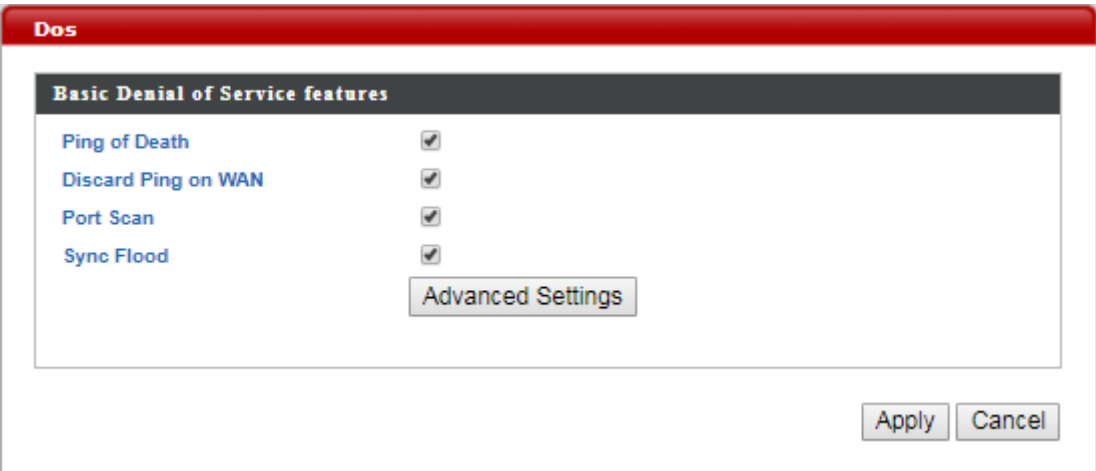 Dos
Basic Denial of Service features
Ping of Death
Discard Ping on WAN
Port Scan
Sync Flood
Advanced Settings
Apply Cancel